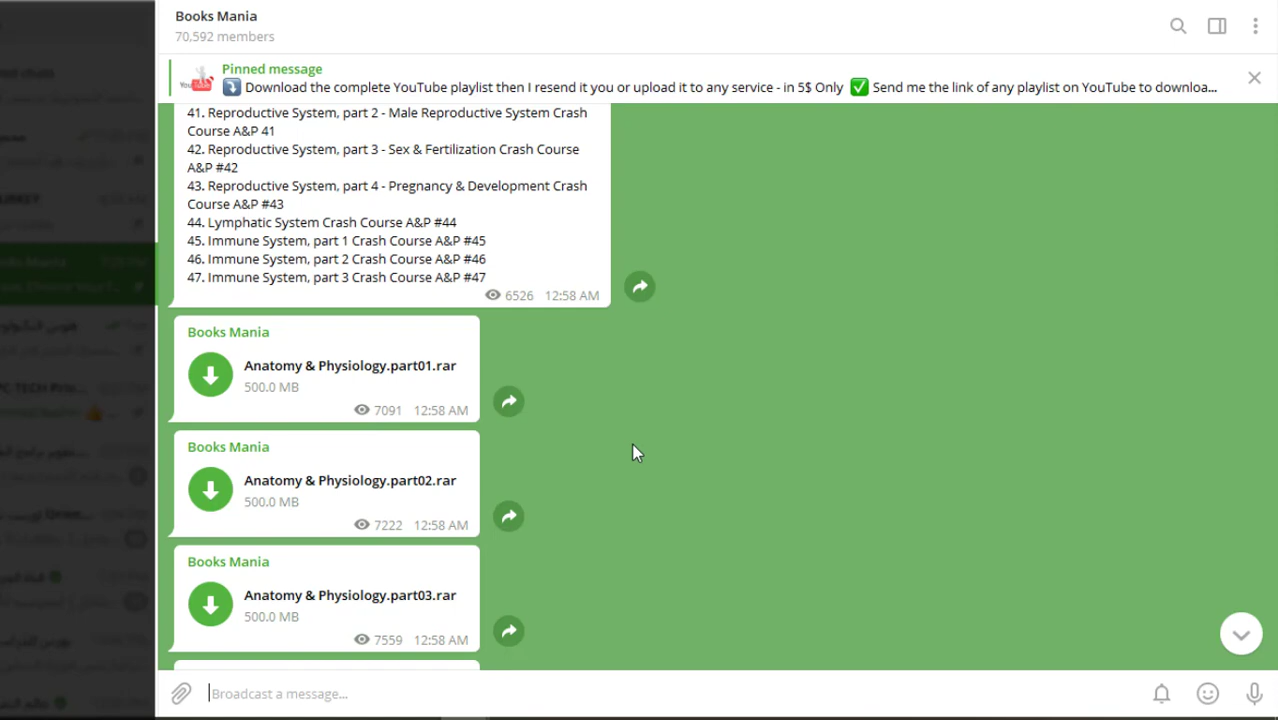 Books Mania
70,592 members
Pinned message
Download the complete YouTube playlist then I resend it you or upload it to any service - in 5$ Only ✅ Send me the link of any playlist on YouTube to downloa...
41. Reproductive System, part 2 - Male Reproductive System Crash
Course A&P 41
42. Reproductive System, part 3 - Sex & Fertilization Crash Course
A&P #42
43. Reproductive System, part 4 - Pregnancy & Development Crash
Course A&P #43
44. Lymphatic System Crash Course A&P #44
45. Immune System, part 1 Crash Course A&P #45
46. Immune System, part 2 Crash Course A&P #46
47. Immune System, part 3 Crash Course A&P #47
6526 12:58 AM
Books Mania
Anatomy & Physiology.part01.rar
500.0 MB
7091 12:58 AM
Books Mania
Anatomy & Physiology.part02.rar
500.0 MB
7222 12:58 AM
Books Mania
Anatomy & Physiology.part03.rar
500.0 MB
7559 12:58 AM
Broadcast a message...